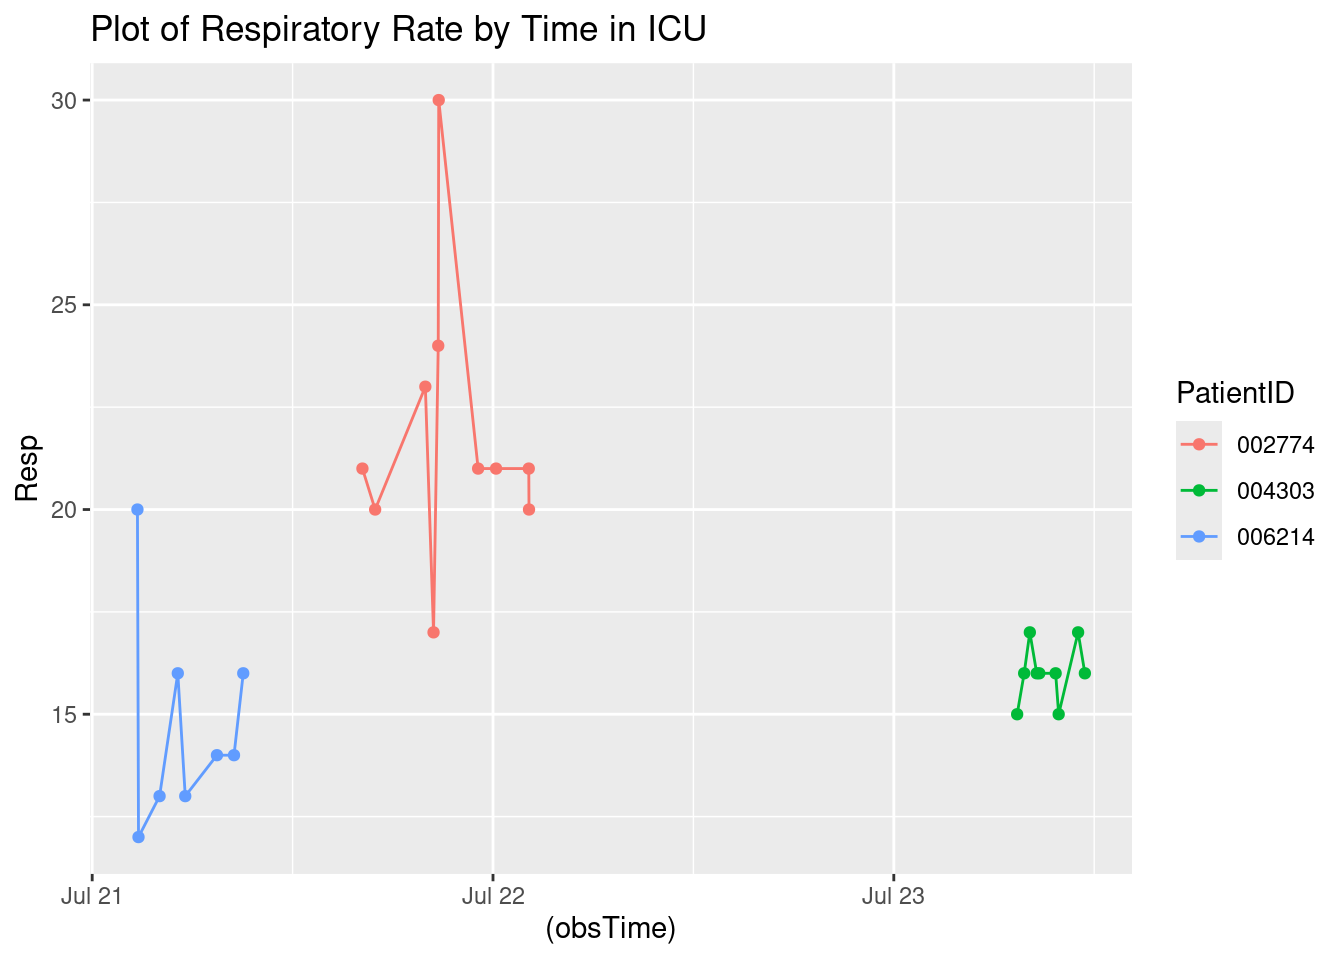 Plot of Respiratory Rate by Time in ICU
30
25
20
15
Resp
Jul 21
Jul 22
Jul 23
(obsTime)
PatientID
002774
004303
006214